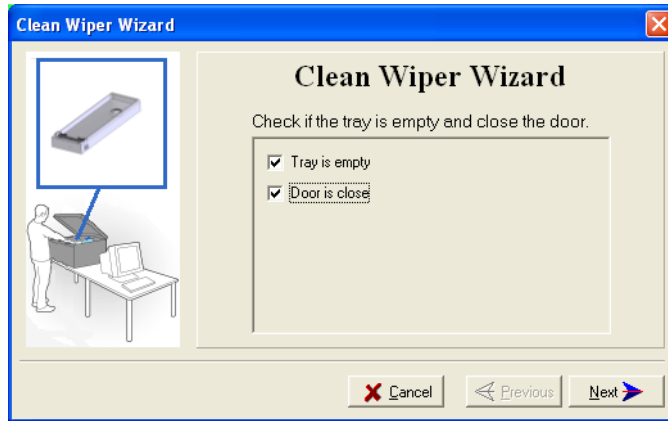 Clean Wiper Wizard
Clean Wiper Wizard
Check if the tray is empty and close the door.
Tray is empty
Door is close
Cancel
Previous
Next